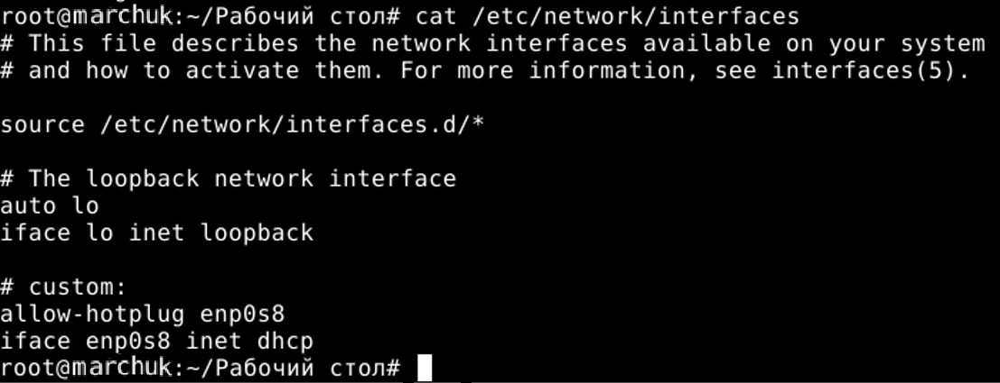 root@marchuk:~/Рабочий стол# cat /etc/network/interfaces
# This file describes the network interfaces available on your system
# and how to activate them. For more information, see interfaces(5).
source /etc/network/interfaces.d/*
# The loopback network interface
auto lo
iface lo inet loopback
# custom:
allow-hotplug enp0s8
iface enp0s8 inet dhcp
root@marchuk:~/Рабочий стол#